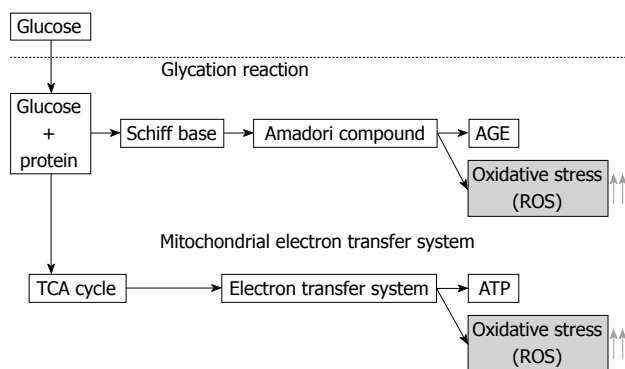 Glucose
Glycation reaction
Glucose
+
protein
Schiff base
Amadori compound
AGE
Oxidative stress
(ROS)
Mitochondrial electron transfer system
TCA cycle
Electron transfer system
ATP
Oxidative stress
(ROS)